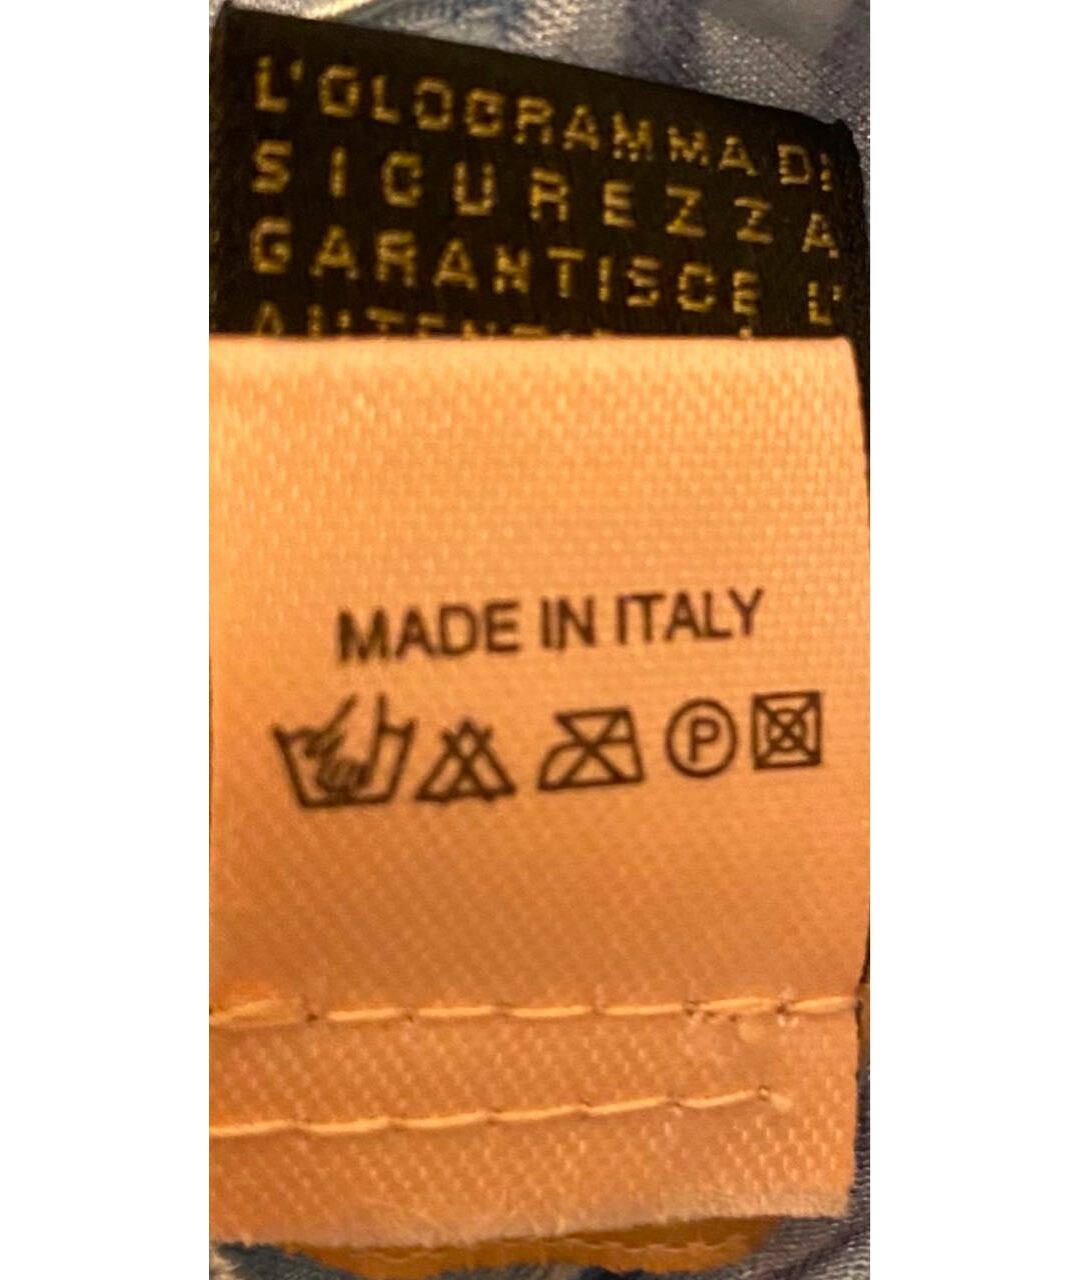 L'OLOGRAMMA DI
SICUREZZA
GARANTISCE L'
MADE IN ITALY
P